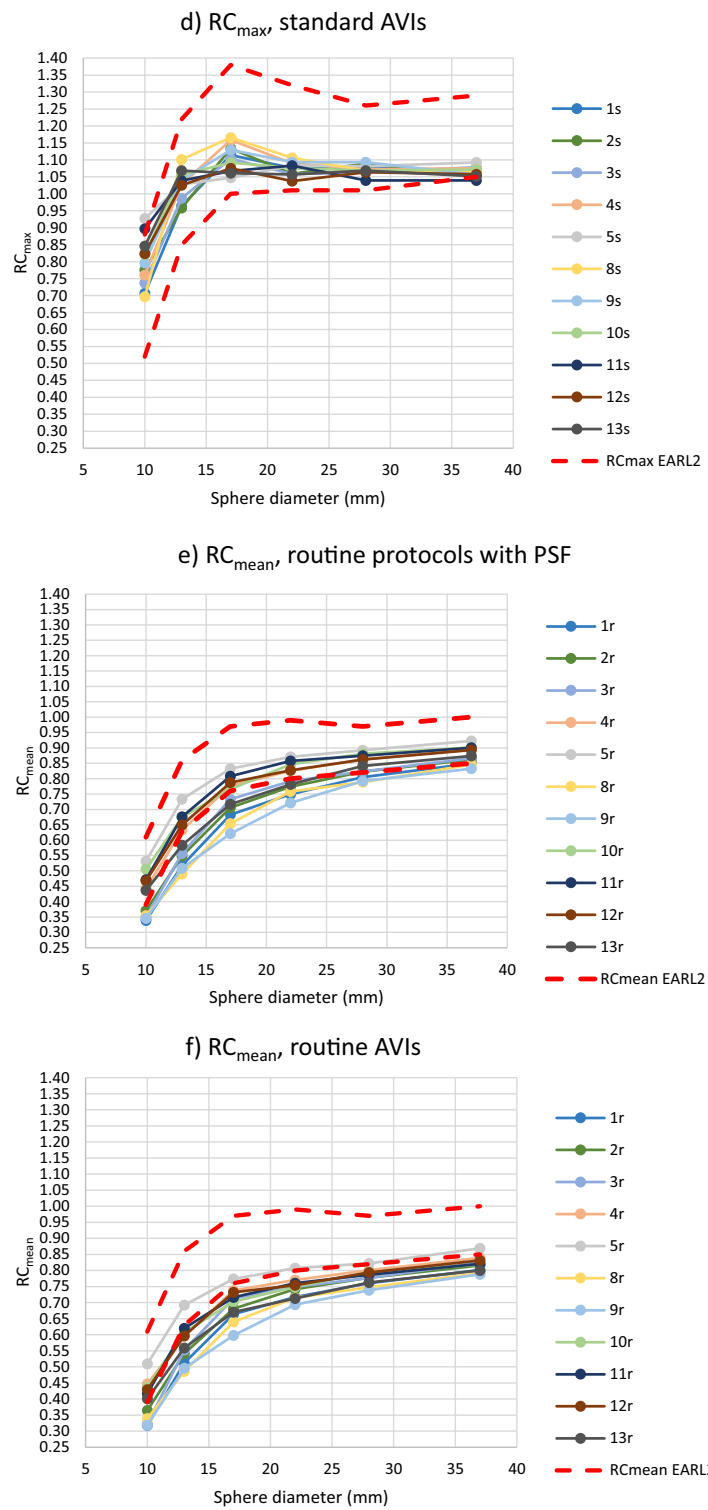 d) RCmax, standard AVIs
1.40
1.35
1.30
1.25
1.20
1.15
1.10
1.05
1.00
0.95
0.90
0.85
0.80
0.75
0.70
0.65
0.60
0.55
0.50
0.45
0.40
0.35
0.30
0.25
RCmax
5 10 15 20 25 30 35 40
Sphere diameter (mm)
1s
2s
3s
4s
5s
8s
9s
10s
11s
12s
13s
RCmax EARL2
e) RCmean, routine protocols with PSF
1.40
1.35
1.30
1.25
1.20
1.15
1.10
1.05
1.00
0.95
0.90
0.85
0.80
0.75
0.70
0.65
0.60
0.55
0.50
0.45
0.40
0.35
0.30
0.25
RCmean
5 10 15 20 25 30 35 40
Sphere diameter (mm)
1r
2r
3r
4r
5r
8r
9r
10r
11r
12r
13r
RCmean EARL2
f) RCmean, routine AVIs
1.40
1.35
1.30
1.25
1.20
1.15
1.10
1.05
1.00
0.95
0.90
0.85
0.80
0.75
0.70
0.65
0.60
0.55
0.50
0.45
0.40
0.35
0.30
0.25
RCmean
5 10 15 20 25 30 35 40
Sphere diameter (mm)
1r
2r
3r
4r
5r
8r
9r
10r
11r
12r
13r
RCmean EARL